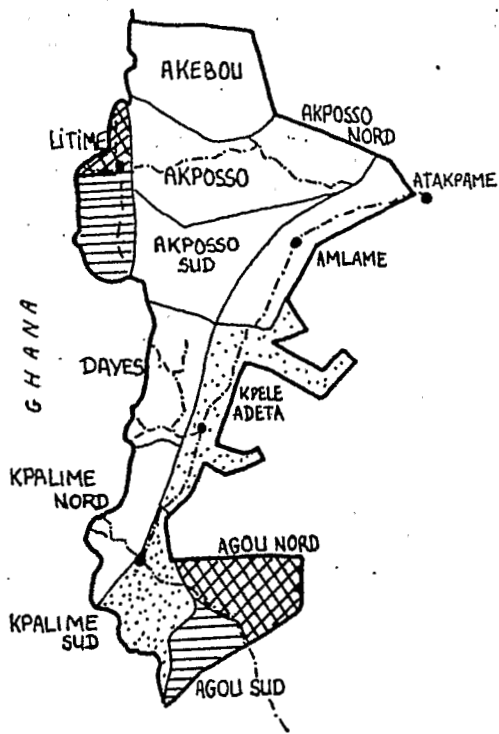 AKEBOU
AKPOSSO
NORD
LITIME
AKPOSSO
ATAKPAME
AKPOSSO
SUD
AMLAME
GHANA
DAYES
KPELE
ADETA
KPALIME
NORD
AGOU NORD
KPALIME
SUD
AGOU SUD